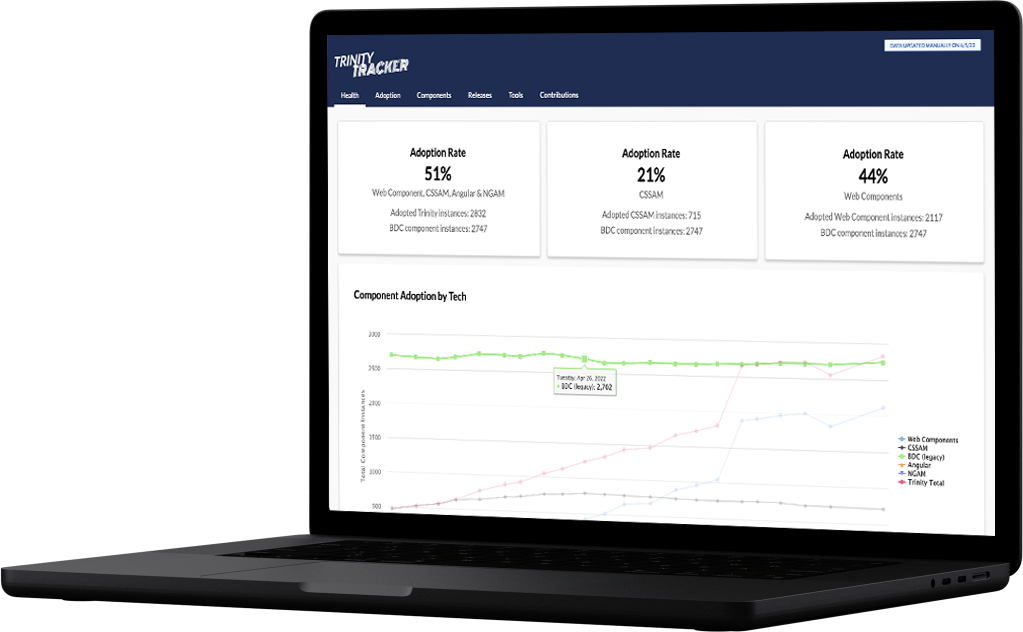 TRINITY
TRACKER
DATA UPDATED MANUALLY ON 6/5/22
Health Adoption Components Releases Tools Contributions
Adoption Rate
51%
Web Component, CSSAM, Angular & NGAM
Adopted Trinity instances: 2832
BDC component instances: 2747
Adoption Rate
21%
CSSAM
Adopted CSSAM instances: 715
BDC component instances: 2747
Adoption Rate
44%
Web Components
Adopted Web Component instances: 2117
BDC component instances: 2747
Component Adoption by Tech
Total Component Instances
3000
2500
2000
1500
1000
500
Tuesday, Apr 26, 2022
BDC (legacy): 2,702
Web Components
CSSAM
BDC (legacy)
Angular
NGAM
Trinity Total